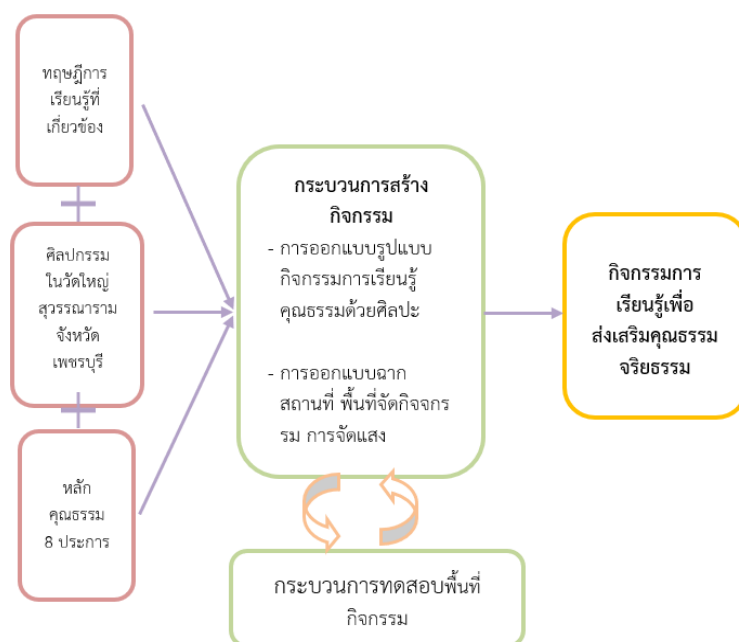 ทฤษฎีการ
เรียนรู้ที่
เกี่ยวข้อง
ศิลปกรรม
ในวัดใหญ่
สุวรรณาราม
จังหวัด
เพชรบุรี
หลัก
คุณธรรม
8 ประการ
กระบวนการสร้าง
กิจกรรม
- การออกแบบรูปแบบ
กิจกรรมการเรียนรู้
คุณธรรมด้วยศิลปะ
- การออกแบบฉาก
สถานที่ พื้นที่จัดกิจจกร
รม การจัดแสง
กระบวนการทดสอบพื้นที่
กิจกรรม
กิจกรรมการ
เรียนรู้เพื่อ
ส่งเสริมคุณธรรม
จริยธรรม